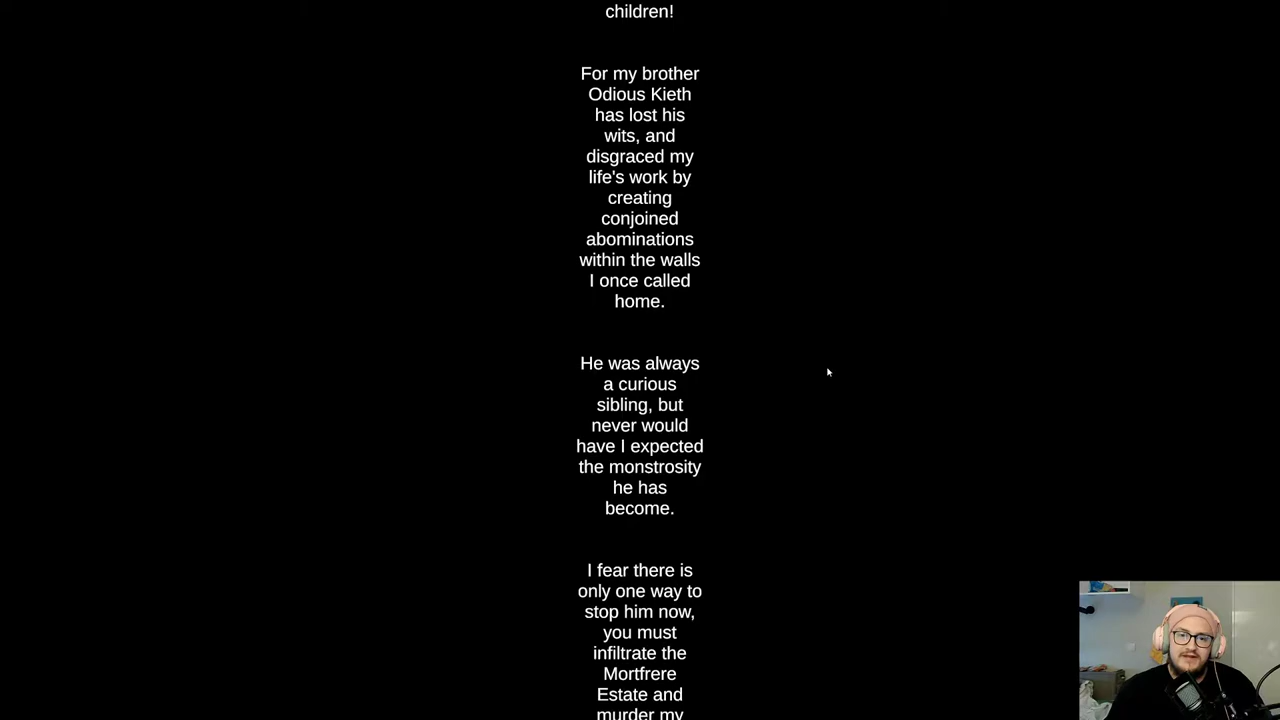 children!
For my brother
Odious Kieth
has lost his
wits, and
disgraced my
life's work by
creating
conjoined
abominations
within the walls
I once called
home.
He was always
a curious
sibling, but
never would
have I expected
the monstrosity
he has
become.
I fear there is
only one way to
stop him now,
you must
infiltrate the
Mortfrere
Estate and
murder my